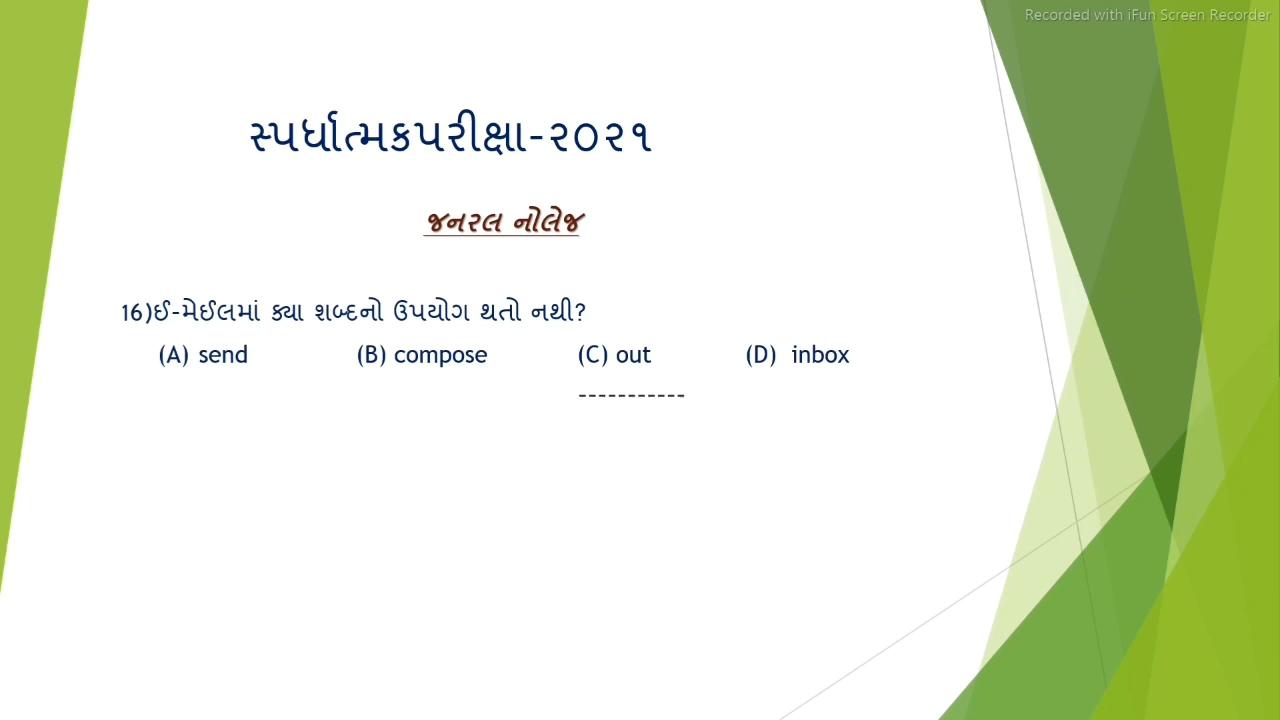 Recorded with iFun Screen Recorder
સ્પર્ધાત્મકપરીક્ષા-૨૦૨૧
જનરલ નોલેજ
16)ઈ-મેઈલમાં ક્યા શબ્દનો ઉપયોગ થતો નથી?
(A) send (B) compose (C) out (D) inbox
-----------